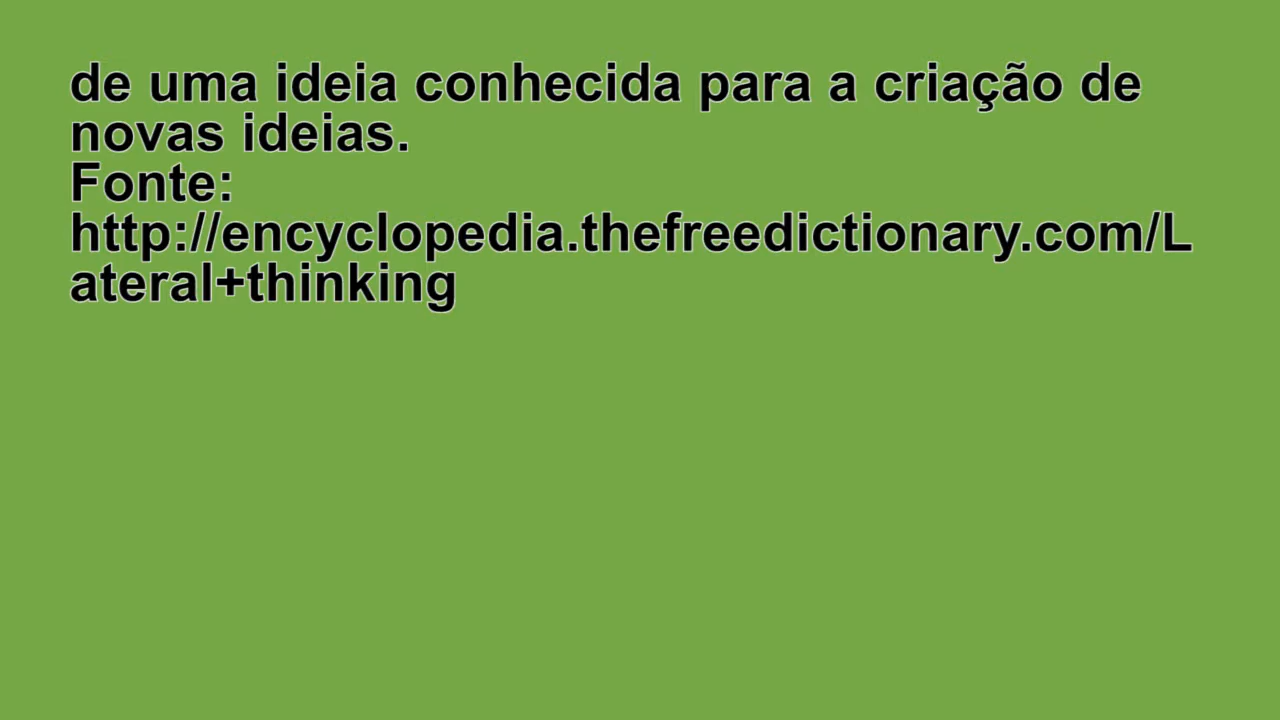 de uma ideia conhecida para a criação de
novas ideias.
Fonte:
http://encyclopedia.thefreedictionary.com/L
ateral+thinking